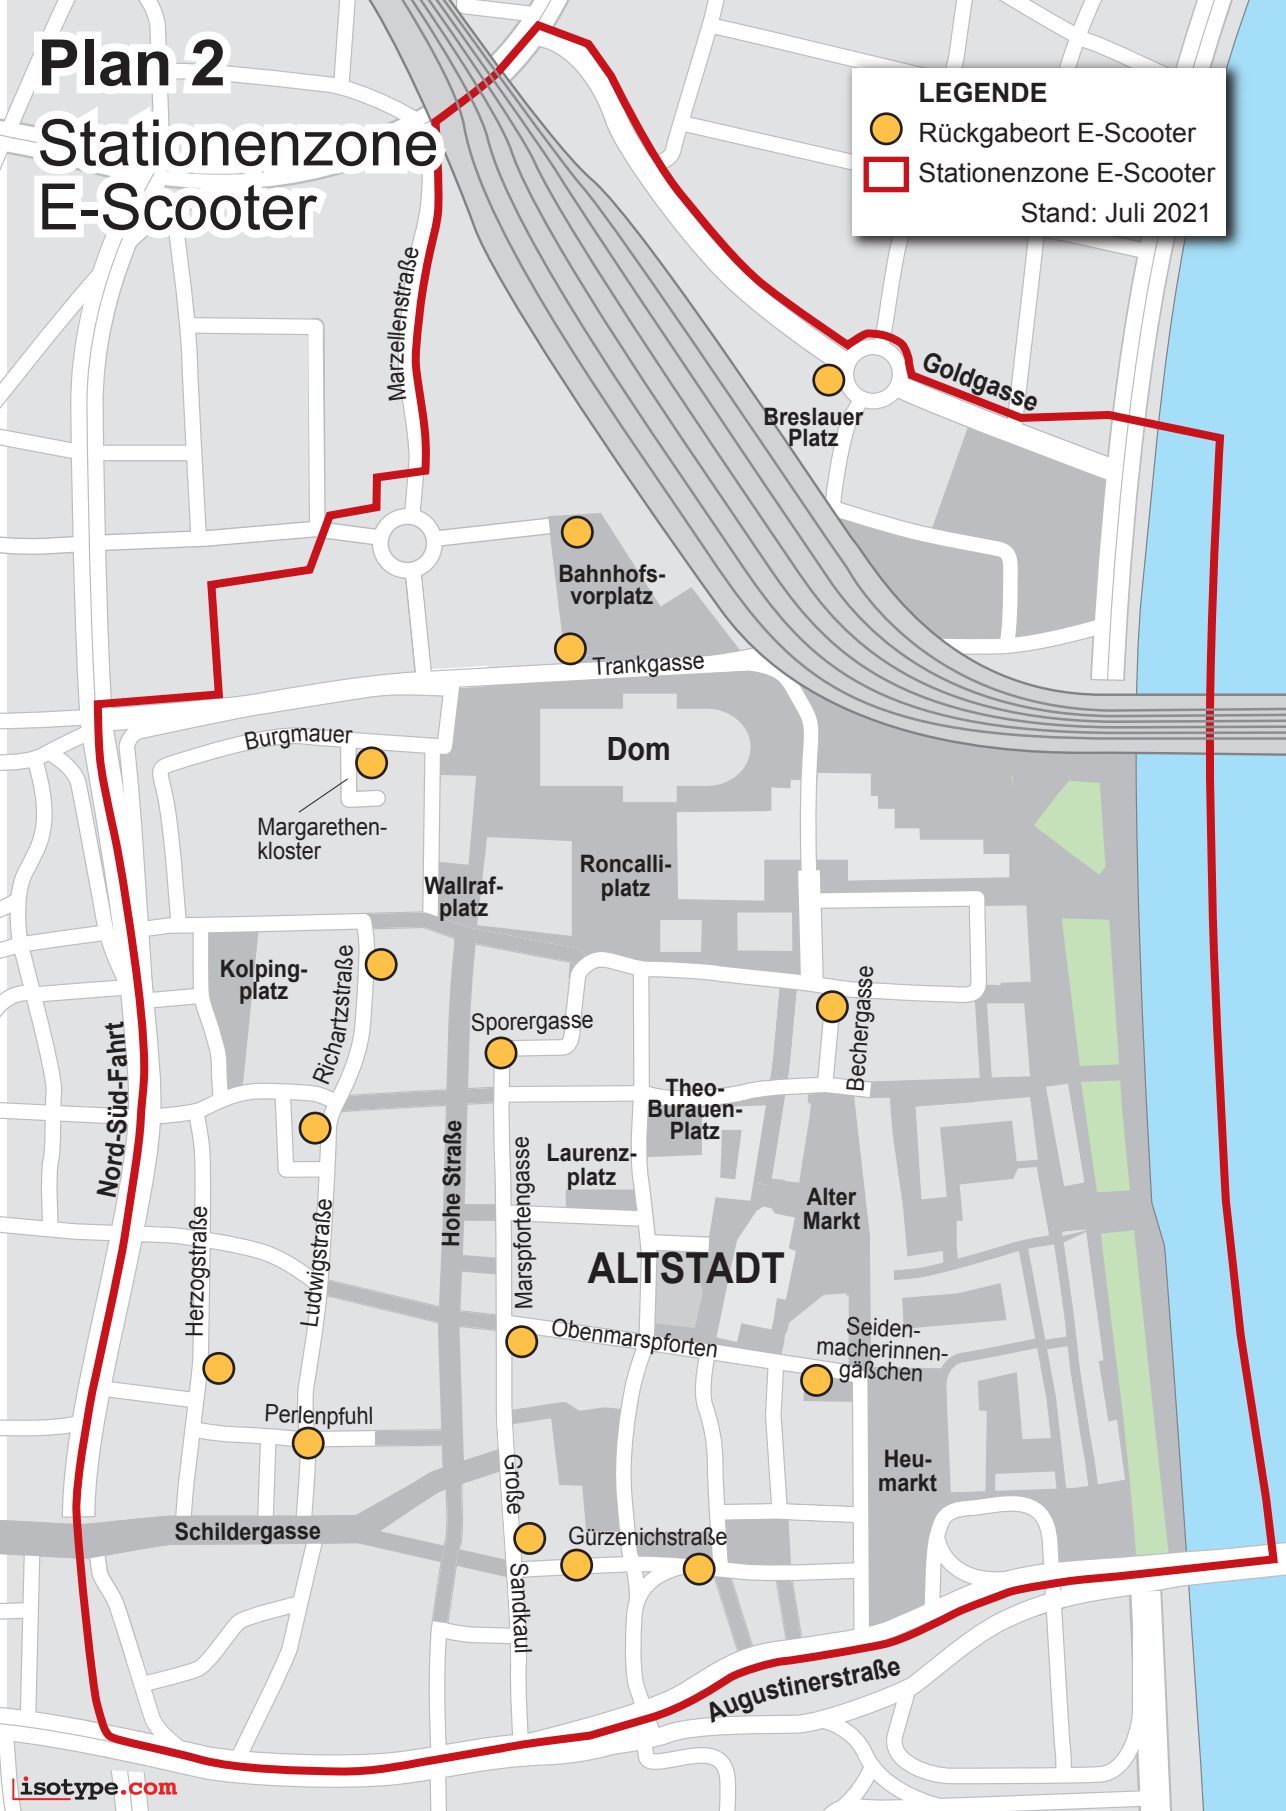 Plan 2
Stationenzone
E-Scooter
LEGENDE
Rückgabeort E-Scooter
Stationenzone E-Scooter
Stand: Juli 2021
Marzellenstraße
Goldgasse
Breslauer
Platz
Bahnhofs-
vorplatz
Trankgasse
Burgmauer
Dom
Margarethen-
kloster
Roncalli-
platz
Wallraf-
platz
Kolping-
platz
Richartzstraße
Sporergasse
Bechergasse
Nord-Süd-Fahrt
Theo-
Burauen-
Platz
Hohe Straße
Marspfortengasse
Laurenz-
platz
Alter
Markt
Herzogstraße
Ludwigstraße
ALTSTADT
Obenmarspforten
Seiden-
macherinnen-
gäßchen
Perlenpfuhl
Heu-
markt
Große
Sandkaul
Schildergasse
Gürzenichstraße
Augustinerstraße
isotype.com